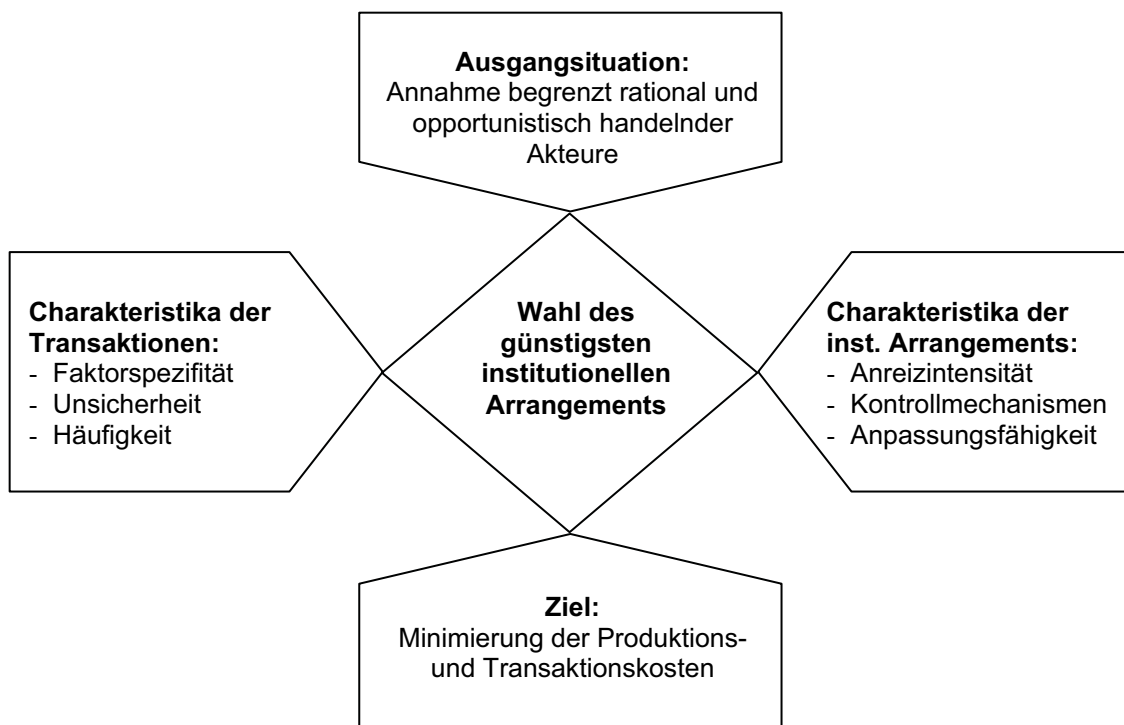 Ausgangsituation:
Annahme begrenzt rational und
opportunistisch handelnder
Akteure
Charakteristika der
Transaktionen:
- Faktorspezifität
- Unsicherheit
- Häufigkeit
Wahl des
günstigsten
institutionellen
Arrangements
Charakteristika der
inst. Arrangements:
- Anreizintensität
- Kontrollmechanismen
- Anpassungsfähigkeit
Ziel:
Minimierung der Produktions-
und Transaktionskosten